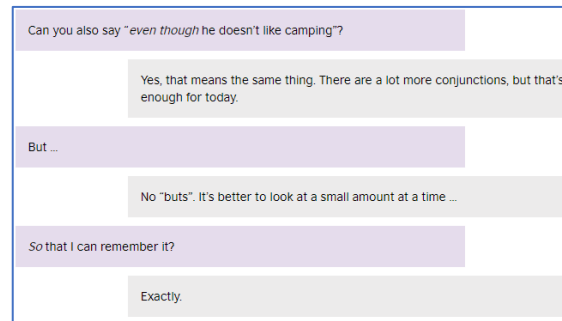 Can you also say “even though he doesn’t like camping”?
Yes, that means the same thing. There are a lot more conjunctions, but that’s
enough for today.
But ...
No “buts”. It’s better to look at a small amount at a time ...
So that I can remember it?
Exactly.